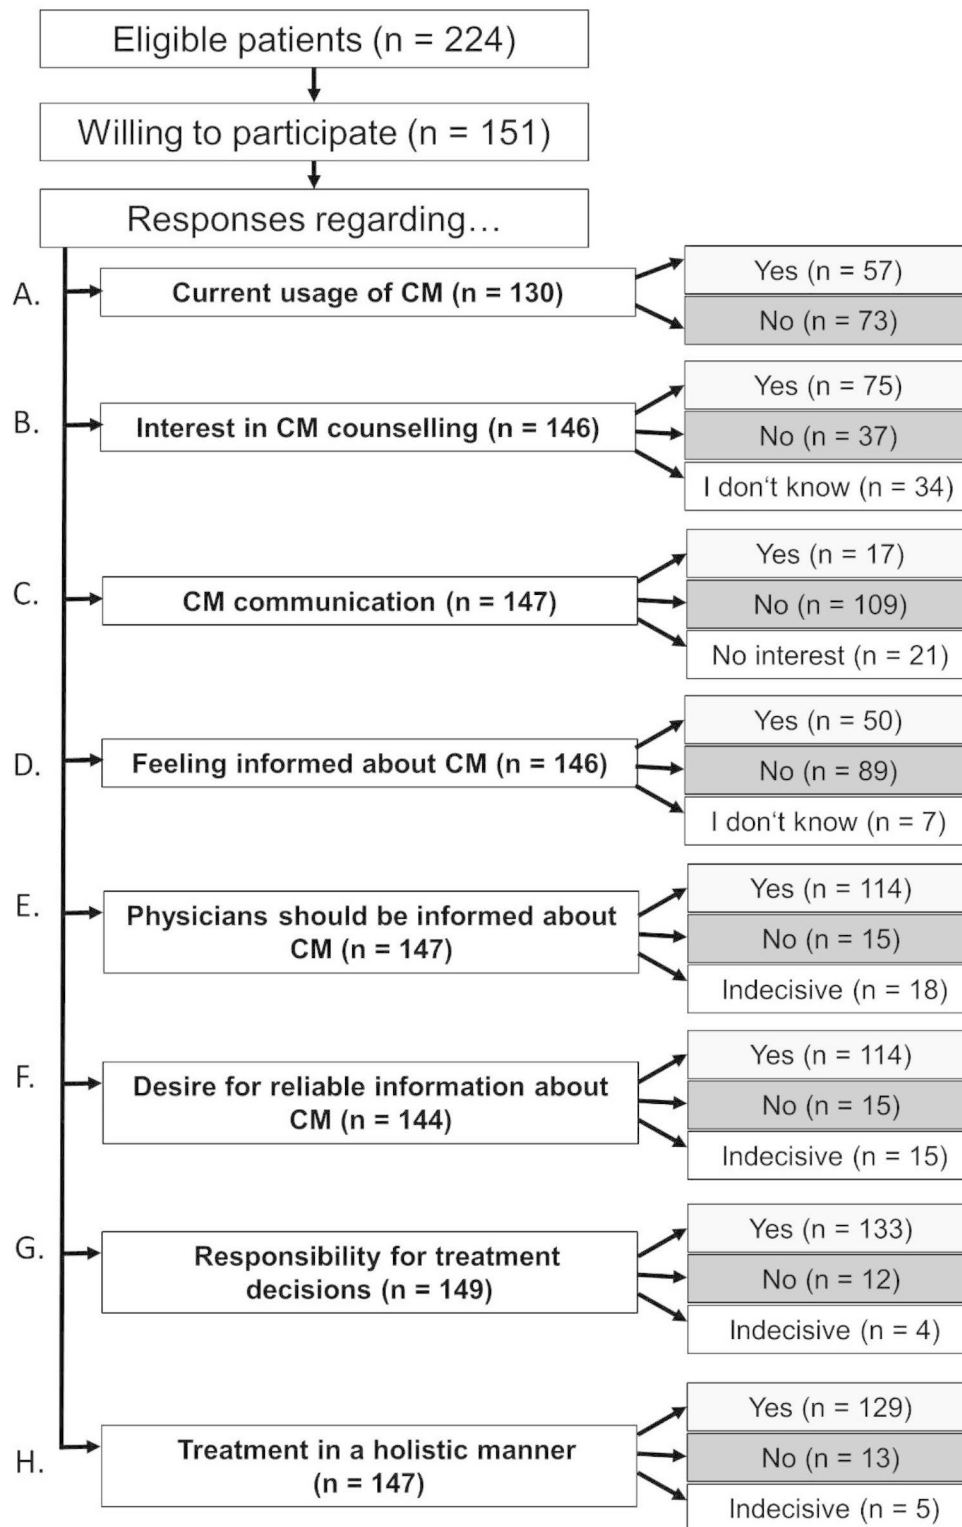 Eligible patients (n = 224)
Willing to participate (n = 151)
Responses regarding…
A.
Current usage of CM (n = 130)
Yes (n = 57)
No (n = 73)
B.
Interest in CM counselling (n = 146)
Yes (n = 75)
No (n = 37)
I don‘t know (n = 34)
C.
CM communication (n = 147)
Yes (n = 17)
No (n = 109)
No interest (n = 21)
D.
Feeling informed about CM (n = 146)
Yes (n = 50)
No (n = 89)
I don‘t know (n = 7)
E.
Physicians should be informed about
CM (n = 147)
Yes (n = 114)
No (n = 15)
Indecisive (n = 18)
F.
Desire for reliable information about
CM (n = 144)
Yes (n = 114)
No (n = 15)
Indecisive (n = 15)
G.
Responsibility for treatment
decisions (n = 149)
Yes (n = 133)
No (n = 12)
Indecisive (n = 4)
H.
Treatment in a holistic manner
(n = 147)
Yes (n = 129)
No (n = 13)
Indecisive (n = 5)